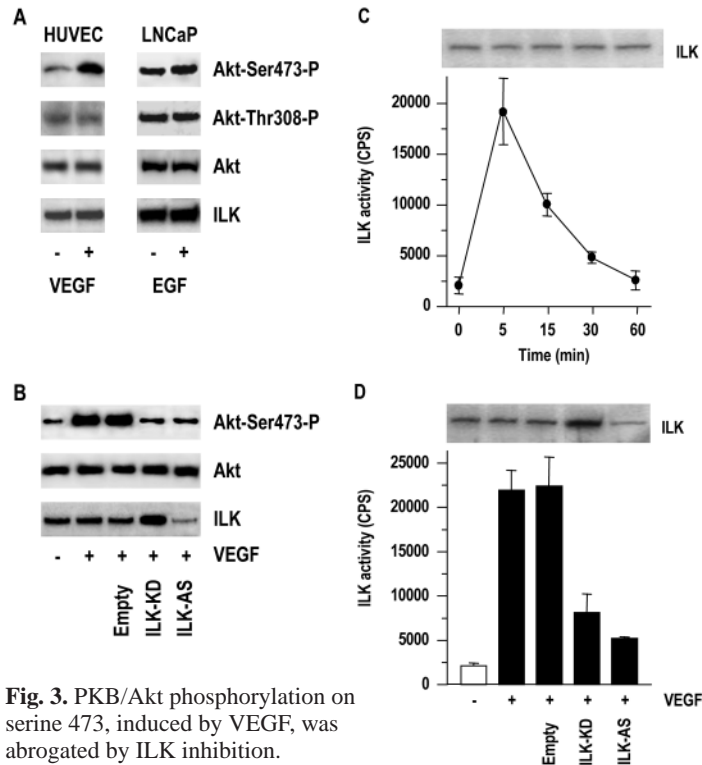 A
HUVEC LNCaP
Akt-Ser473-P
Akt-Thr308-P
Akt
ILK
- + - +
VEGF EGF
B
Akt-Ser473-P
Akt
ILK
- + + + + VEGF
Empty ILK-KD ILK-AS
C
ILK
ILK activity (CPS)
20000
15000
10000
5000
0
0 5 15 30 60
Time (min)
D
ILK
ILK activity (CPS)
25000
20000
15000
10000
5000
0
- + + + + VEGF
Empty ILK-KD ILK-AS
Fig. 3. PKB/Akt phosphorylation on
serine 473, induced by VEGF, was
abrogated by ILK inhibition.